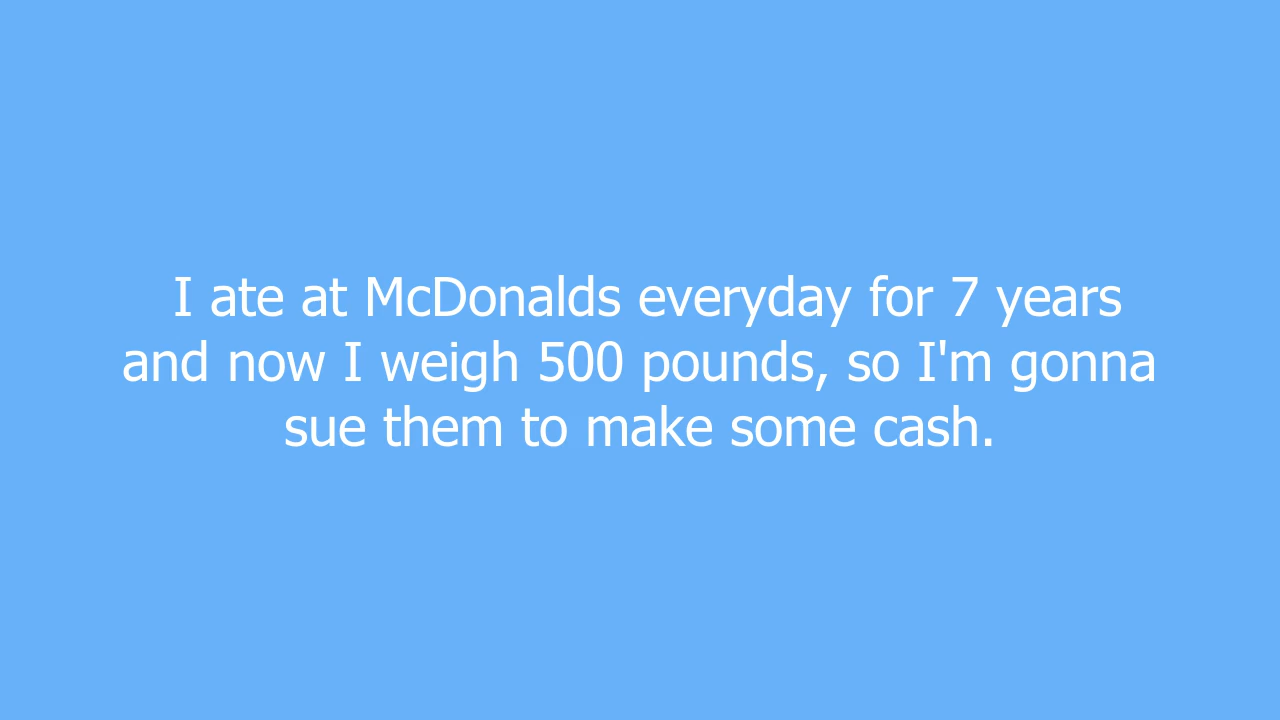 I ate at McDonalds everyday for 7 years
and now I weigh 500 pounds, so I'm gonna
sue them to make some cash.